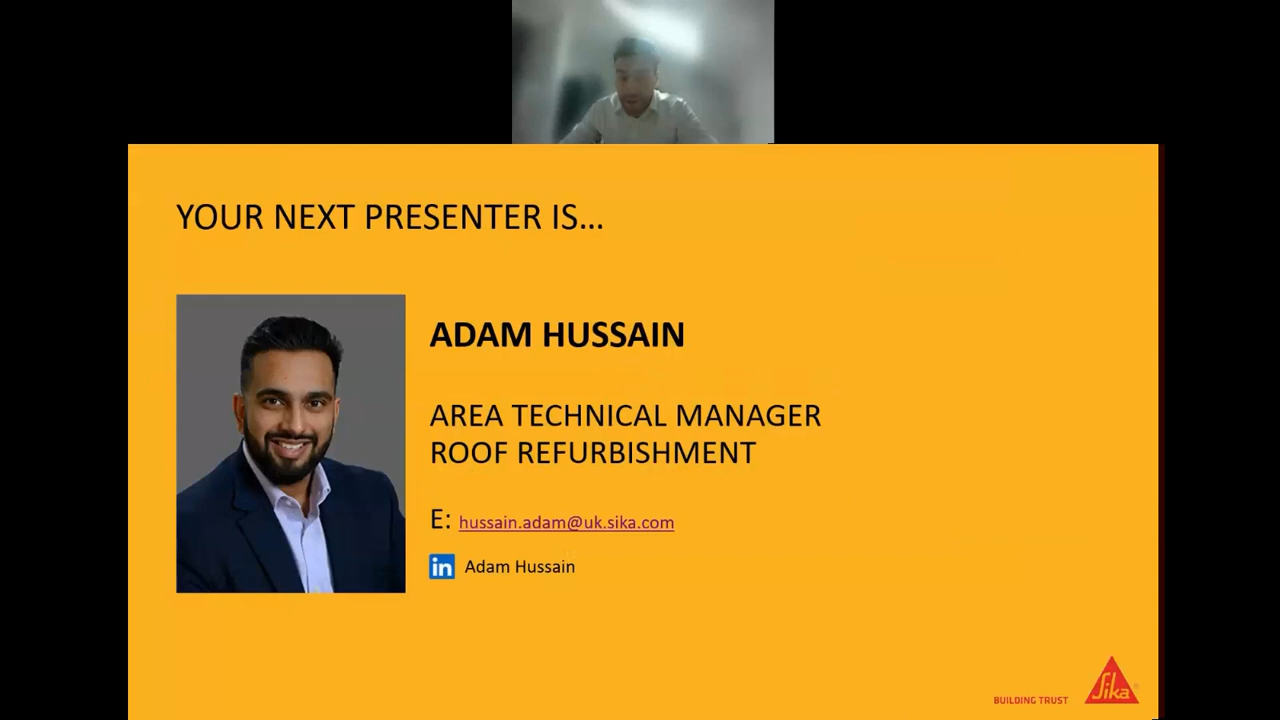 YOUR NEXT PRESENTER IS...
ADAM HUSSAIN
AREA TECHNICAL MANAGER
ROOF REFURBISHMENT
E: hussain.adam@uk.sika.com
in Adam Hussain
BUILDING TRUST
Sika®